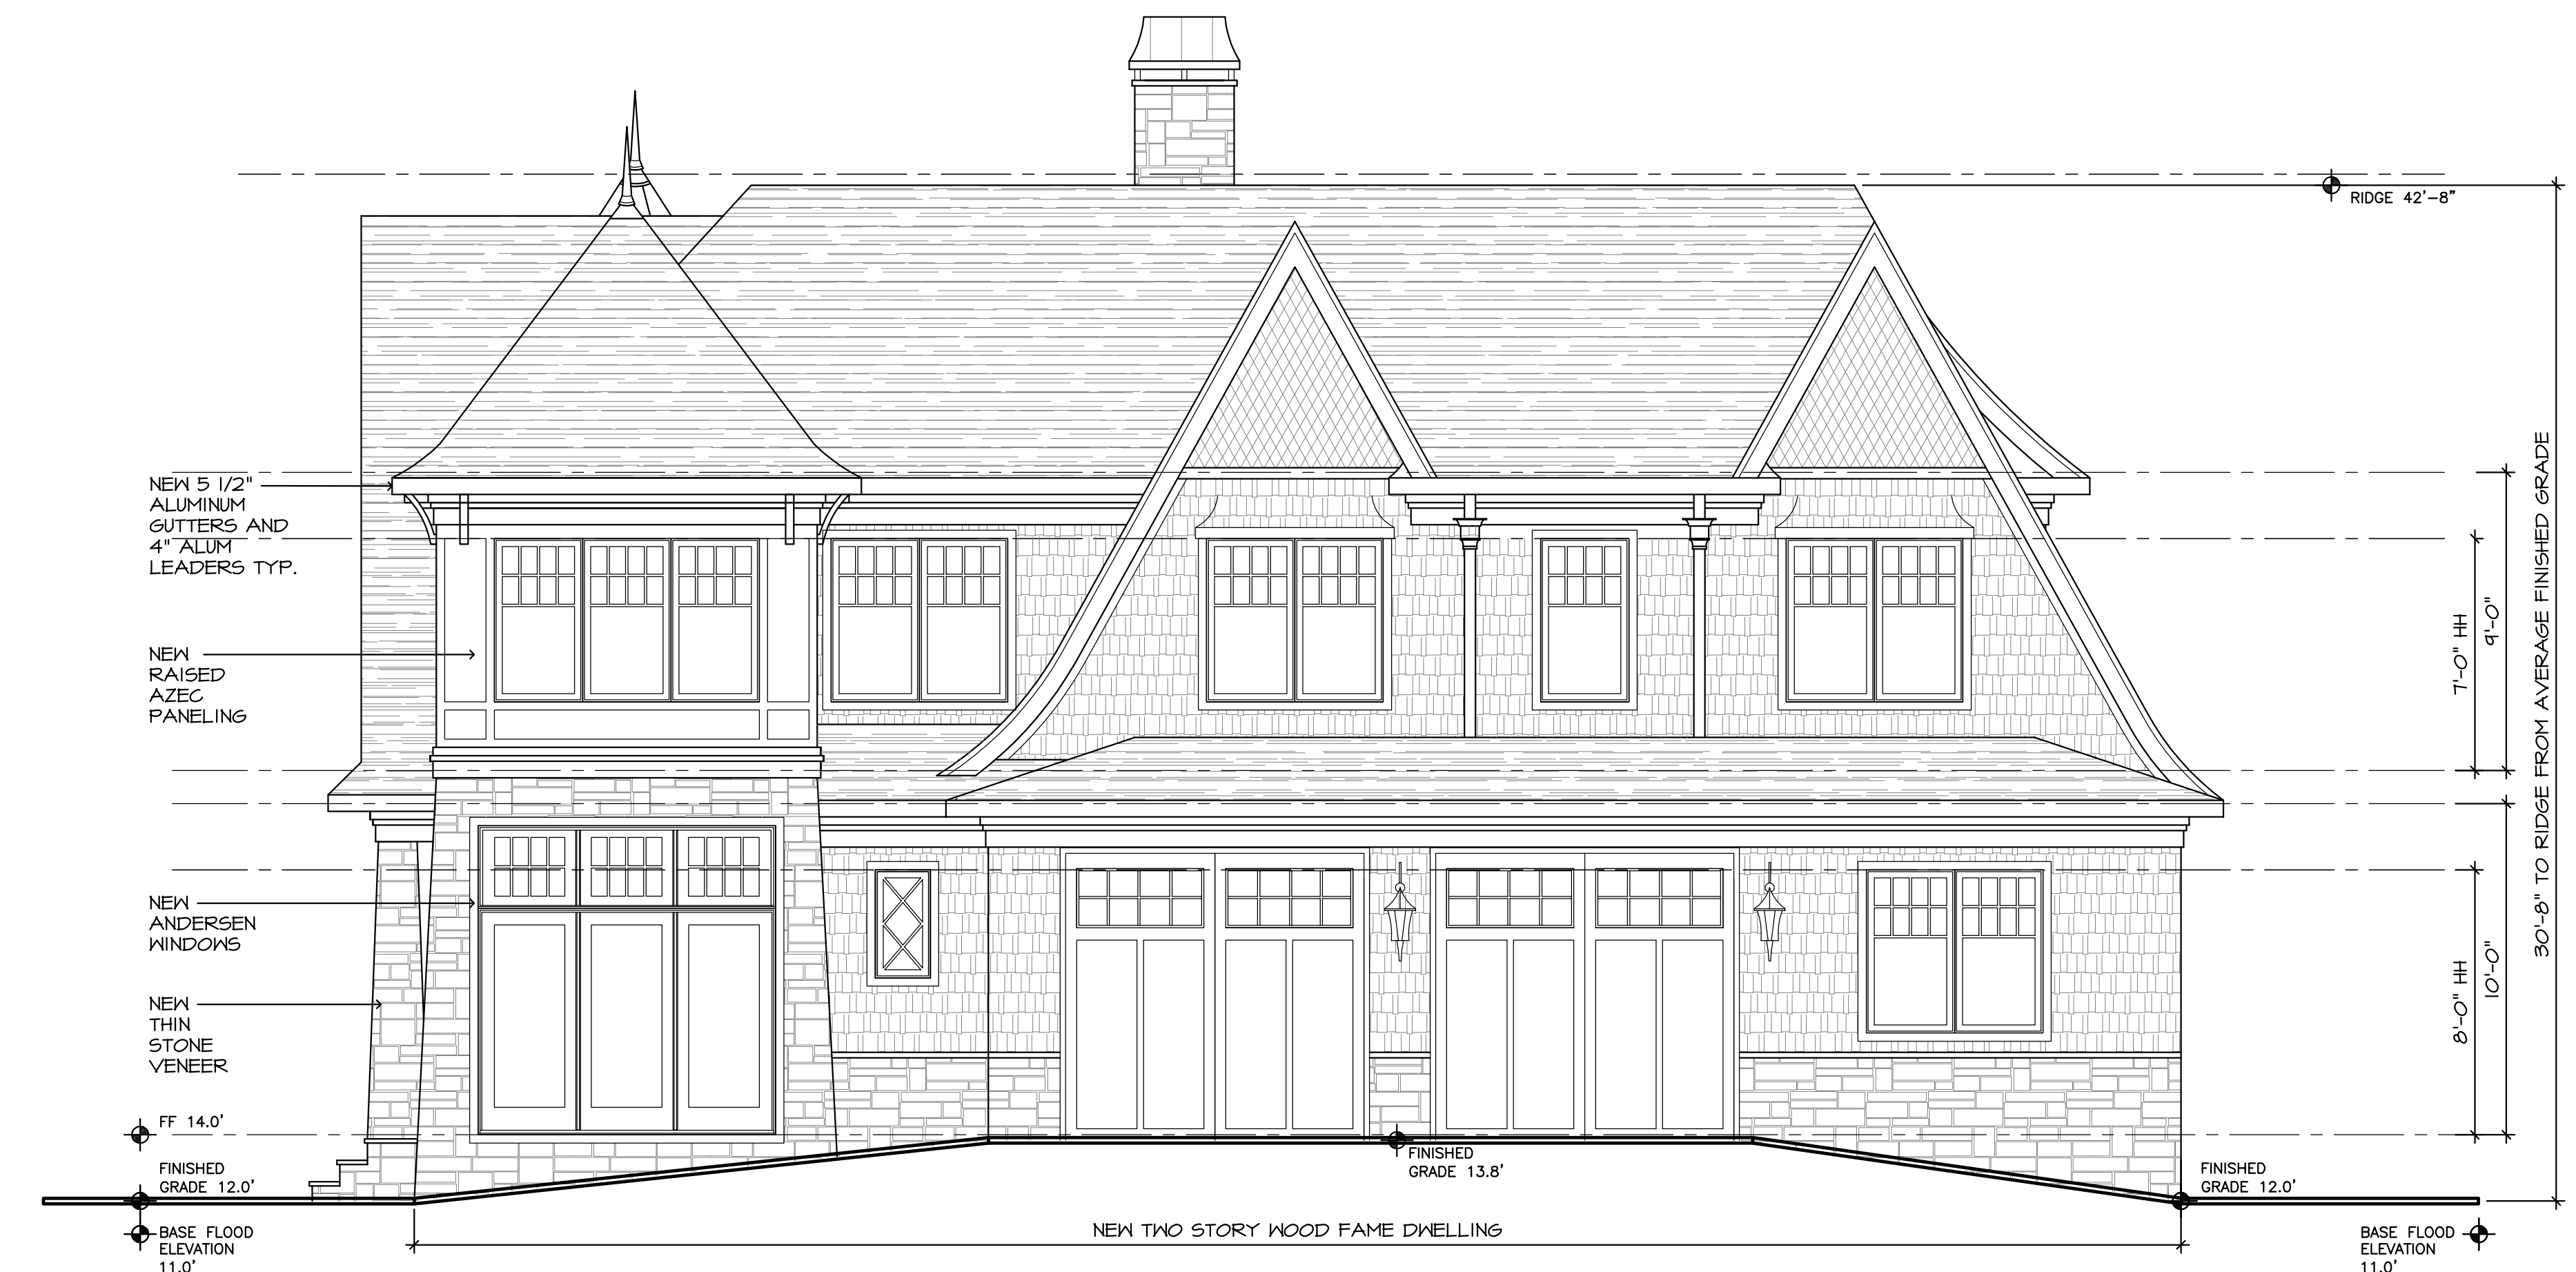 RIDGE 42'-8"
NEW 5 1/2"
ALUMINUM
GUTTERS AND
4" ALUM
LEADERS TYP.
NEW
RAISED
AZEC
PANELING
NEW
ANDERSEN
WINDOWS
NEW
THIN
STONE
VENEER
FF 14.0'
FINISHED
GRADE 12.0'
BASE FLOOD
ELEVATION
11.0'
FINISHED
GRADE 13.8'
NEW TWO STORY WOOD FAME DWELLING
FINISHED
GRADE 12.0'
BASE FLOOD
ELEVATION
11.0'
7'-0" HH
9'-0"
8'-0" HH
10'-0"
30'-8" TO RIDGE FROM AVERAGE FINISHED GRADE